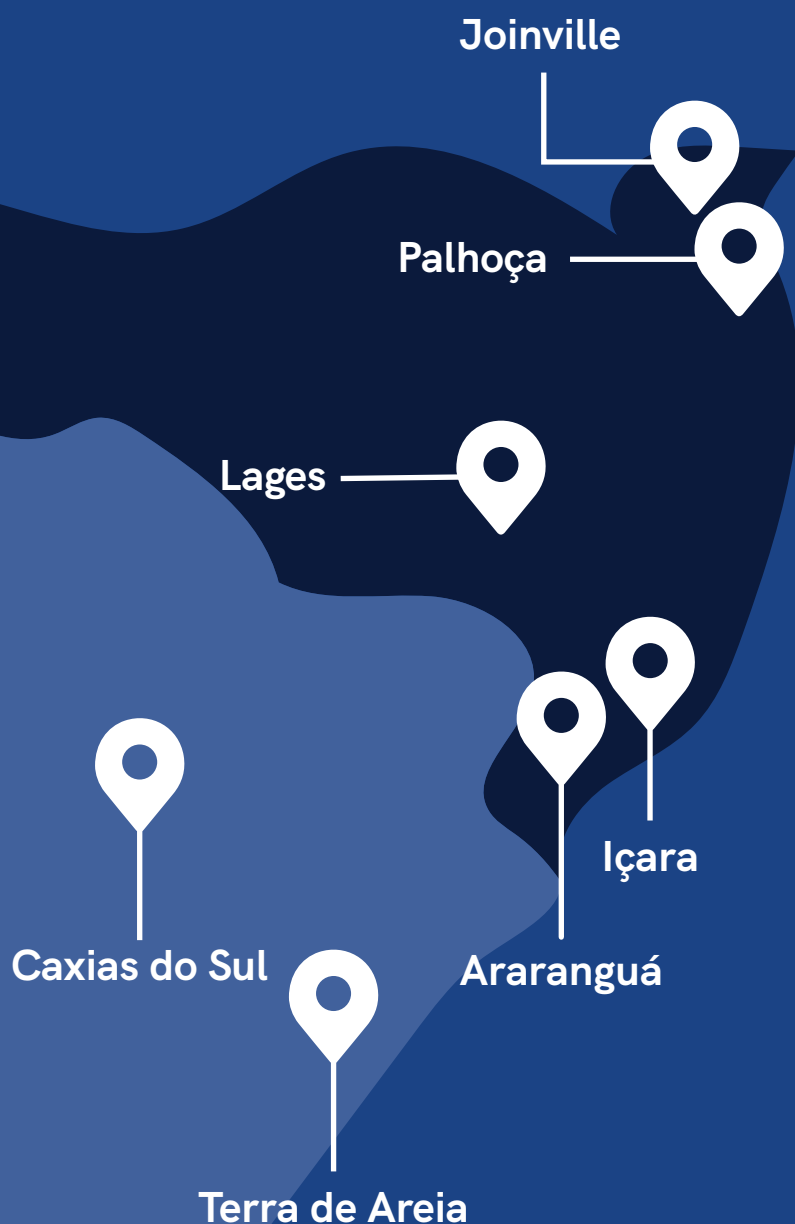 Joinville
Palhoça
Lages
Içara
Caxias do Sul
Araranguá
Terra de Areia